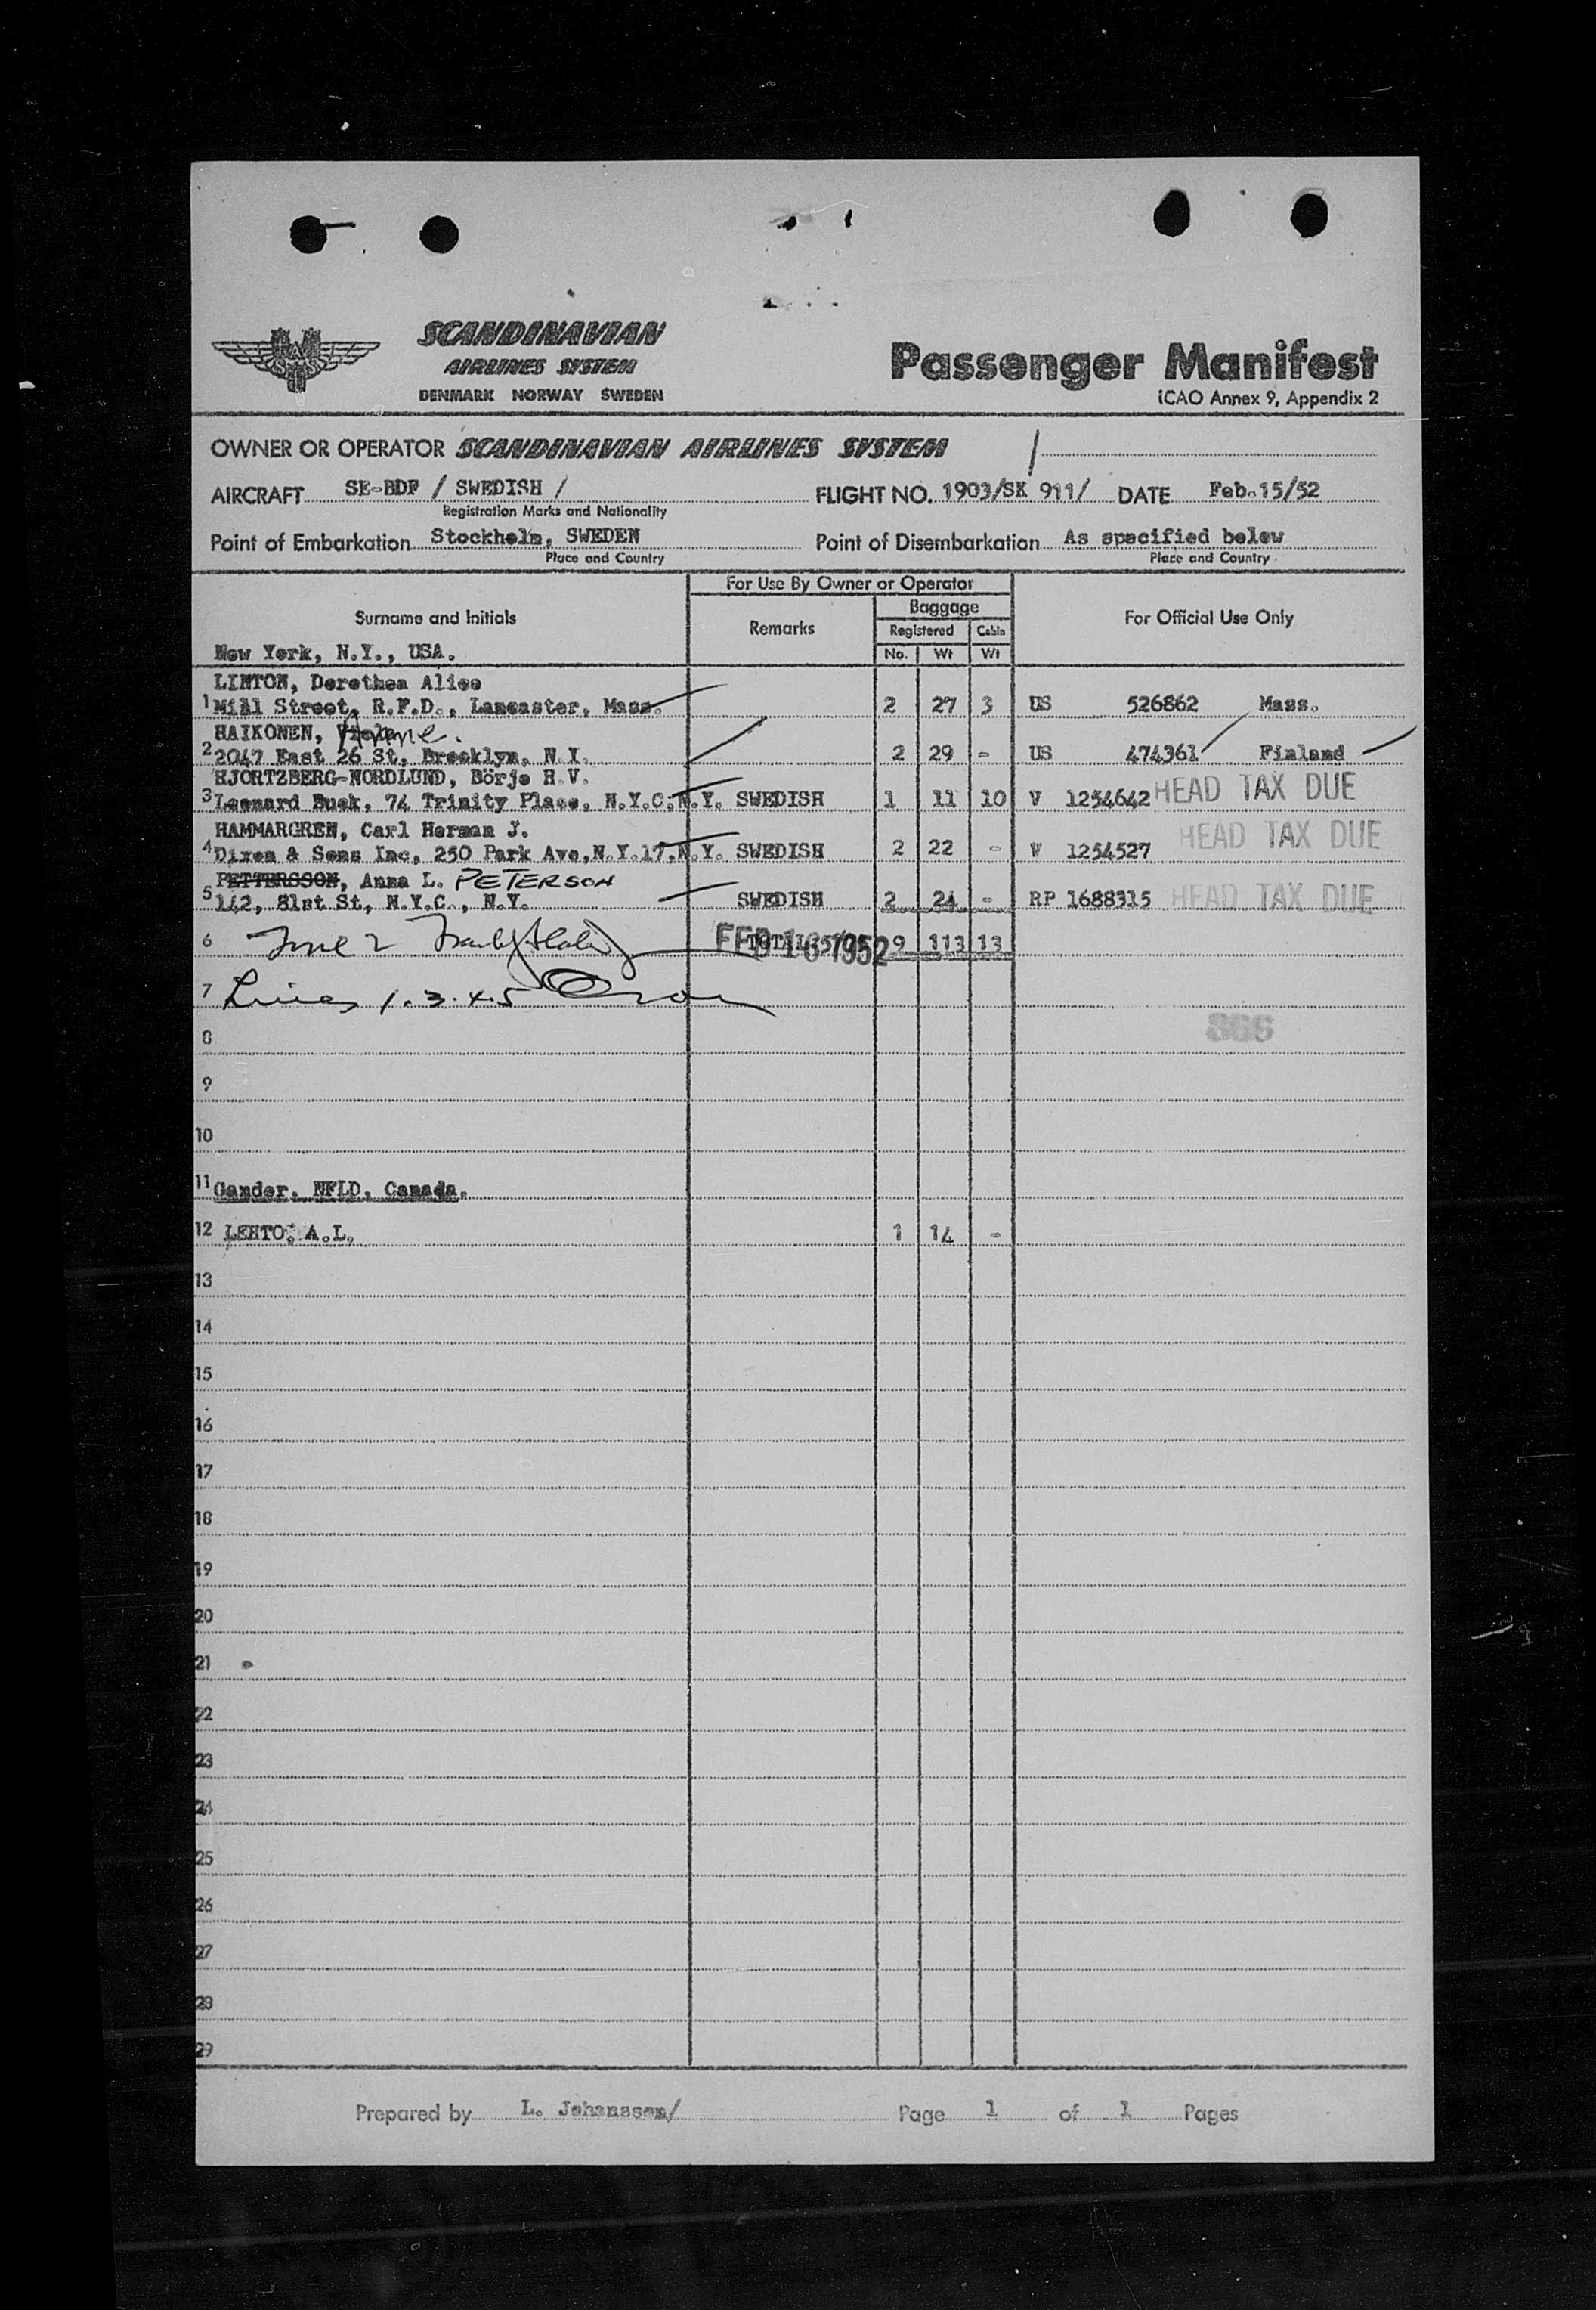 SCANDINAVIAN
AIRLINES SYSTEM
DENMARK NORWAY SWEDEN
Passenger Manifest
ICAO Annex 9, Appendix 2
OWNER OR OPERATOR SCANDINAVIAN AIRLINES SYSTEM
AIRCRAFT SE-BDF / SWEDISH / FLIGHT NO. 1903/SK 911/ DATE Feb.15/52
Registration Marks and Nationality
Point of Embarkation Stockholm, SWEDEN Point of Disembarkation As specified below
Place and Country Place and Country
For Use By Owner or Operator
Surname and Initials Remarks Baggage For Official Use Only
Registered Cabin
New York, N.Y., USA. No. Wt Wt
LINTON, Dorothea Alice
1 Mill Street, R.F.D., Lancaster, Mass. 2 27 3 US 526862 Mass.
HAIKONEN,
2 2047 East 26 St, Brooklyn, N.Y. 2 29 - US 474361 Finland
HJORTZBERG-NORDLUND, Börje R.V.
3 Leonard Buek, 74 Trinity Place, N.Y.C. N.Y. SWEDISH 1 11 10 V 1254642 HEAD TAX DUE
HAMMARGREN, Carl Herman J.
4 Dixon & Sons Inc, 250 Park Ave, N.Y.17, N.Y. SWEDISH 2 22 - V 1254527 HEAD TAX DUE
PETTERSSON, Anna L. PETERSON
5 142, 81st St, N.Y.C., N.Y. SWEDISH 2 24 - RP 1688315 HEAD TAX DUE
6 FEB 16 1952 TOTAL: 9 113 13
7 Lines 1.3.4.5
8 366
9
10
11 Gander, NFLD, Canada.
12 LEHTO, A.L. 1 14 -
13
14
15
16
17
18
19
20
21
22
23
24
25
26
27
28
29
Prepared by L. Johansson/ Page 1 of 1 Pages